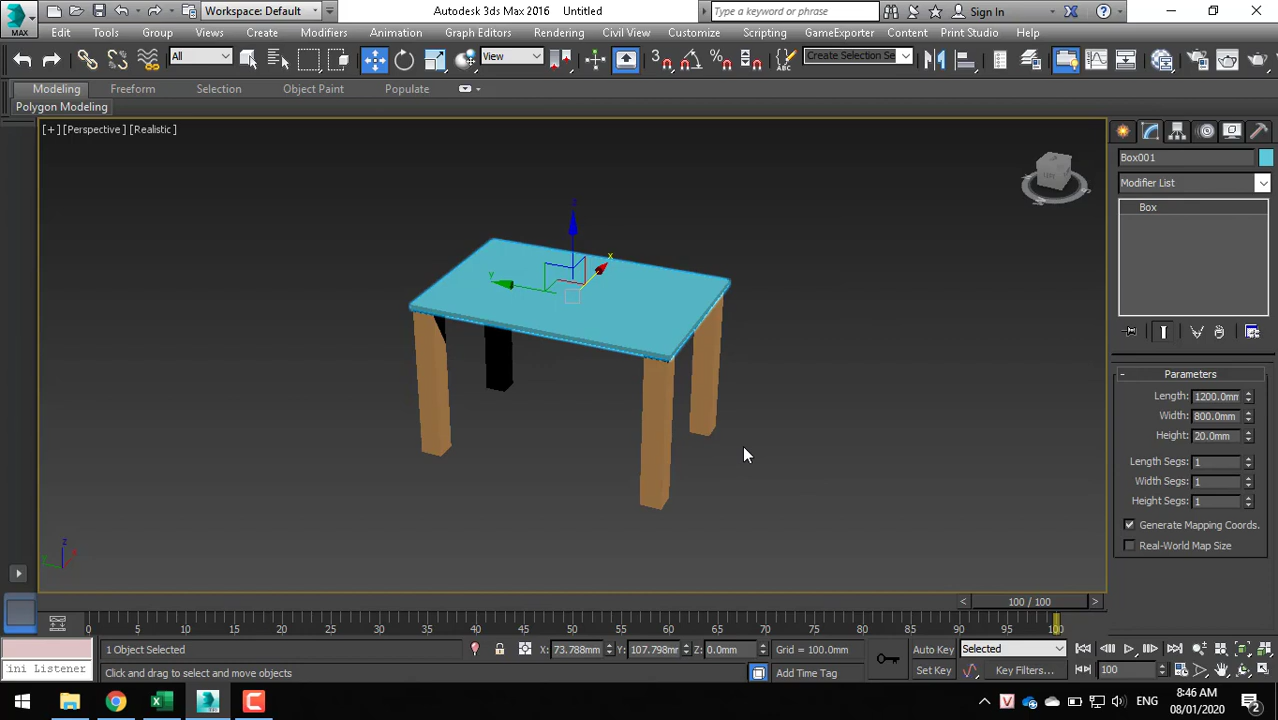 MAX
Workspace: Default
Autodesk 3ds Max 2016 Untitled
Type a keyword or phrase
Sign In
Edit Tools Group Views Create Modifiers Animation Graph Editors Rendering Civil View Customize Scripting GameExporter Content Print Studio Help
All
View
3
Create Selection Se
Modeling Freeform Selection Object Paint Populate
Polygon Modeling
[+] [Perspective ] [Realistic ]
Box001
Modifier List
Box
z
x
y
Parameters
Length: 1200.0mm
Width: 800.0mm
Height: 20.0mm
Length Segs: 1
Width Segs: 1
Height Segs: 1
Generate Mapping Coords.
Real-World Map Size
z
100 / 100
0 5 10 15 20 25 30 35 40 45 50 55 60 65 70 75 80 85 90 95 100
1 Object Selected
X: 73.788mm Y: 107.798mm Z: 0.0mm Grid = 100.0mm
Auto Key Selected
ini Listener
Click and drag to select and move objects
Add Time Tag
Set Key Key Filters... 100
ENG
8:46 AM
08/01/2020
2